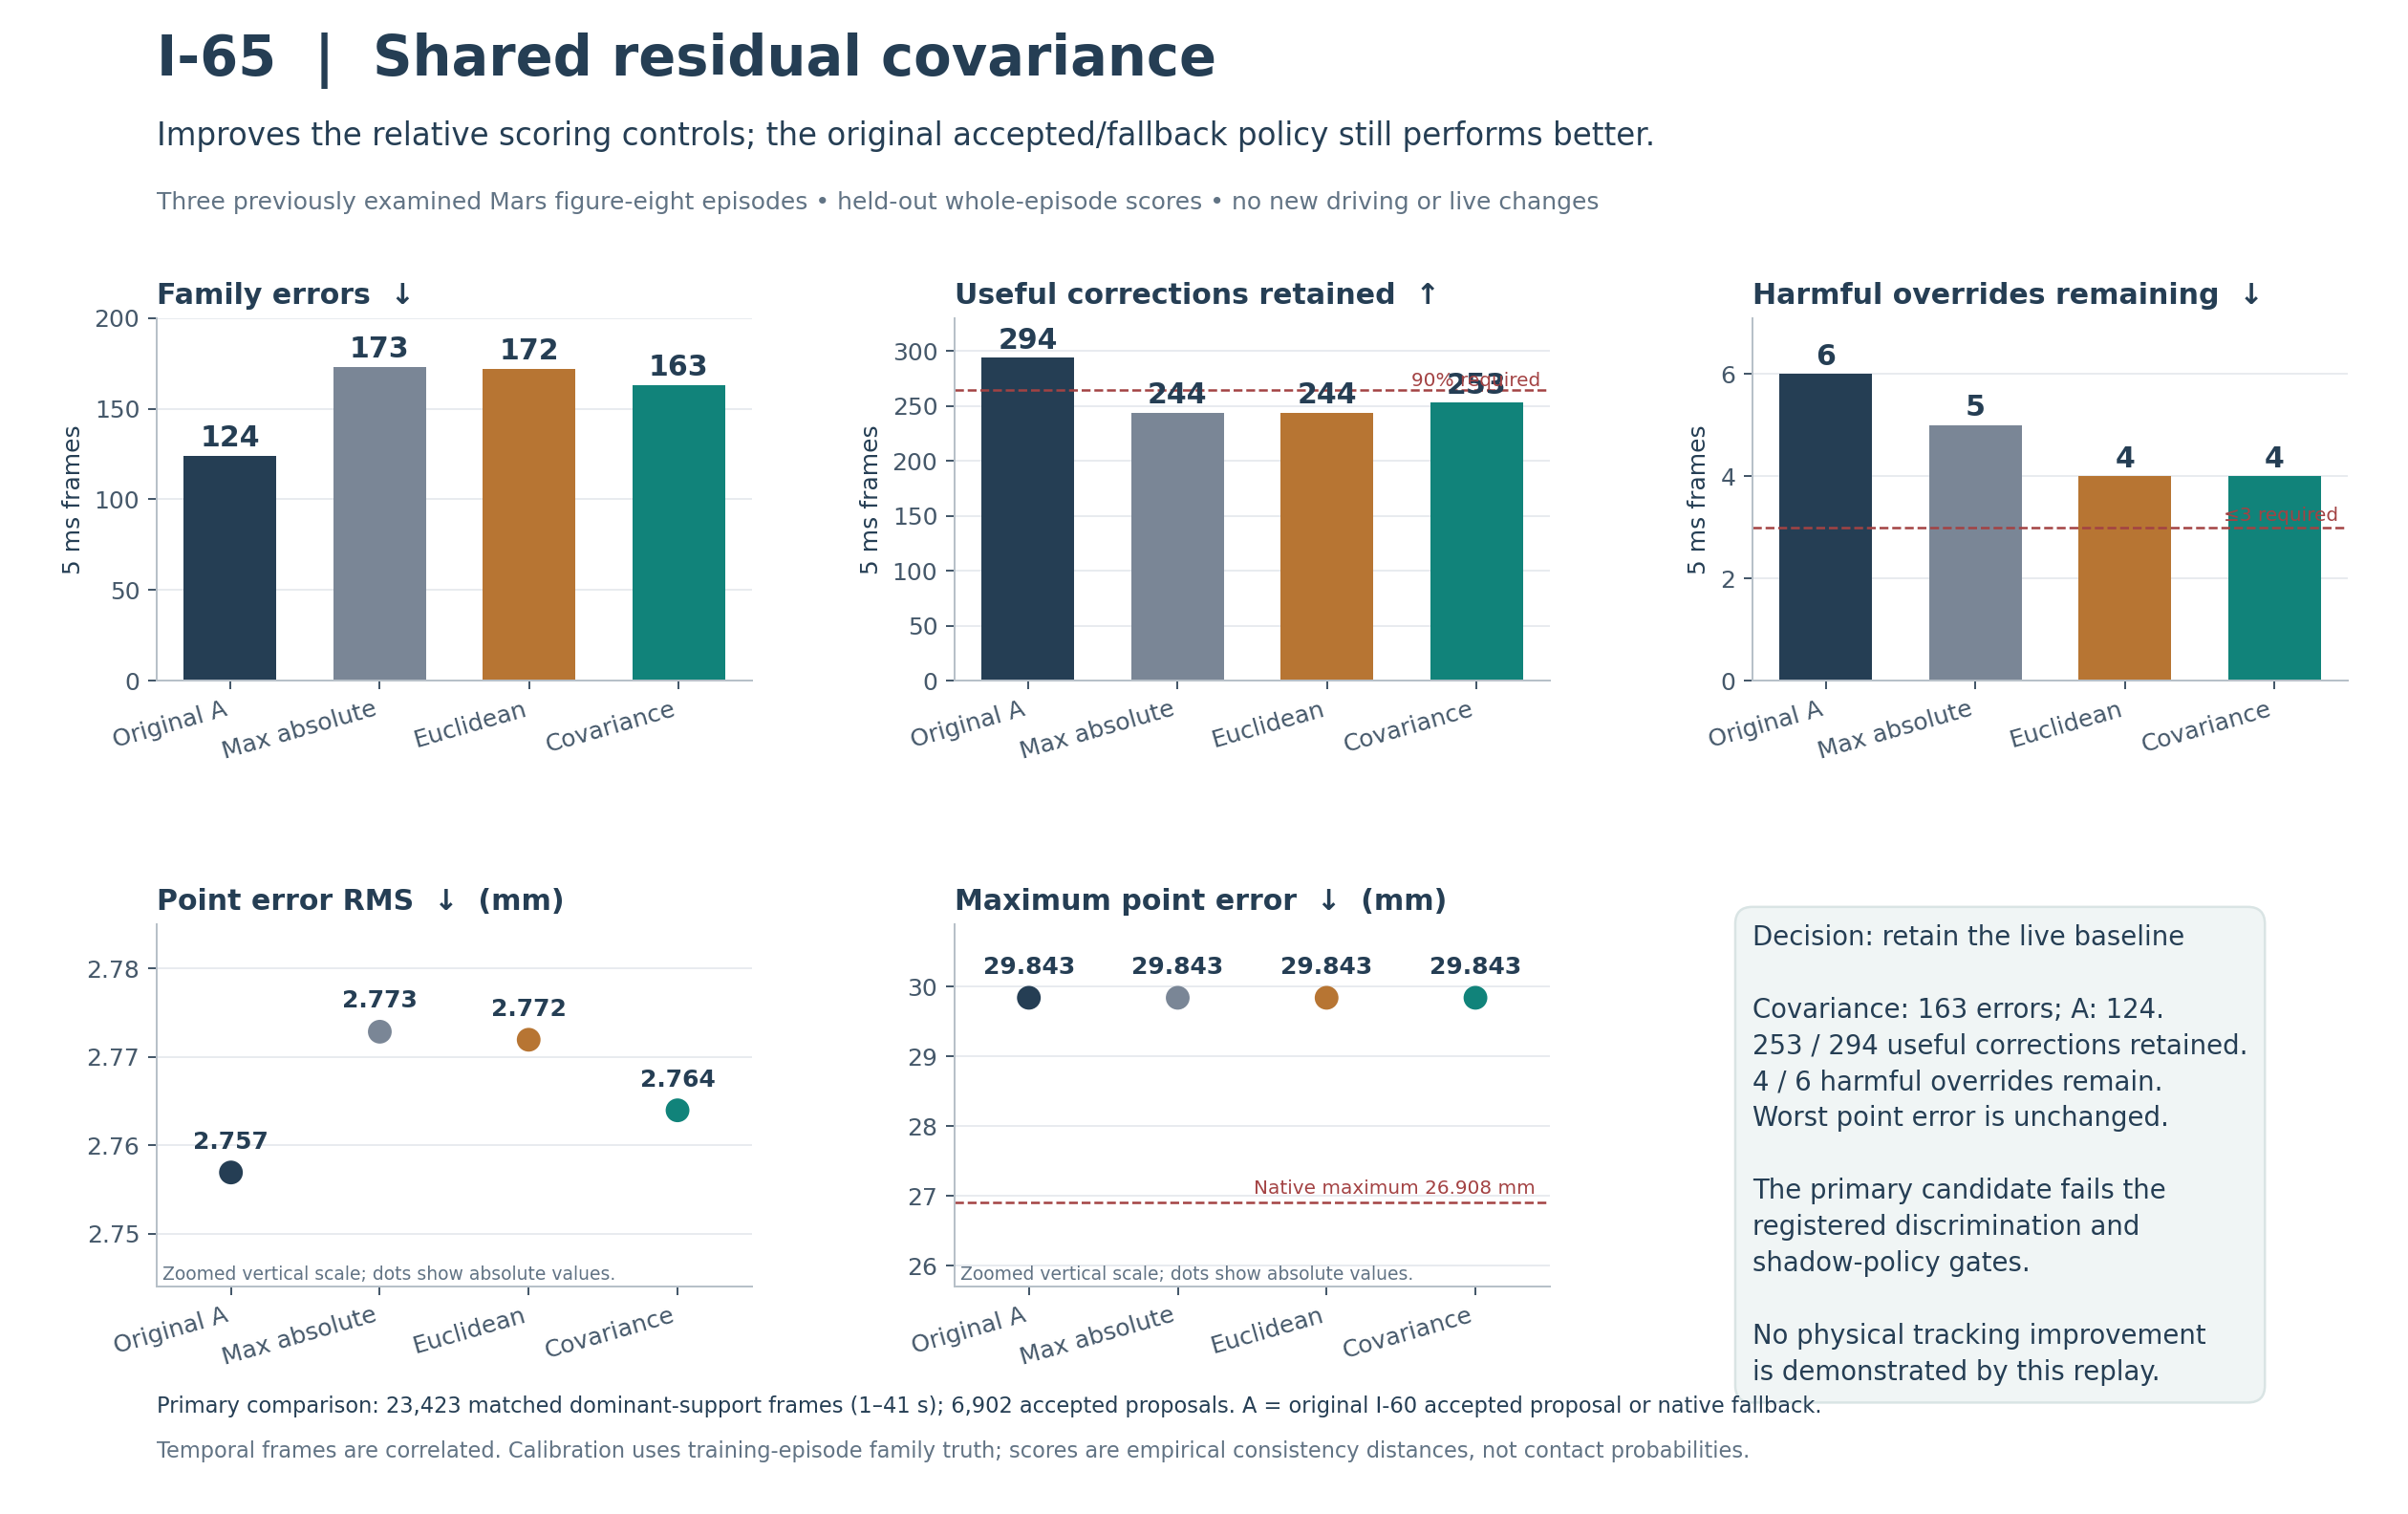 I-65 | Shared residual covariance
Improves the relative scoring controls; the original accepted/fallback policy still performs better.
Three previously examined Mars figure-eight episodes • held-out whole-episode scores • no new driving or live changes
Family errors ↓
200
150
100
50
0
5 ms frames
124
173
172
163
Original A
Max absolute
Euclidean
Covariance
Useful corrections retained ↑
300
250
200
150
100
50
0
5 ms frames
294
244
244
253
90% required
Original A
Max absolute
Euclidean
Covariance
Harmful overrides remaining ↓
6
4
2
0
5 ms frames
6
5
4
4
≤3 required
Original A
Max absolute
Euclidean
Covariance
Point error RMS ↓ (mm)
2.78
2.77
2.76
2.75
2.757
2.773
2.772
2.764
Zoomed vertical scale; dots show absolute values.
Original A
Max absolute
Euclidean
Covariance
Maximum point error ↓ (mm)
30
29
28
27
26
29.843
29.843
29.843
29.843
Native maximum 26.908 mm
Zoomed vertical scale; dots show absolute values.
Original A
Max absolute
Euclidean
Covariance
Decision: retain the live baseline
Covariance: 163 errors; A: 124.
253 / 294 useful corrections retained.
4 / 6 harmful overrides remain.
Worst point error is unchanged.
The primary candidate fails the
registered discrimination and
shadow-policy gates.
No physical tracking improvement
is demonstrated by this replay.
Primary comparison: 23,423 matched dominant-support frames (1–41 s); 6,902 accepted proposals. A = original I-60 accepted proposal or native fallback.
Temporal frames are correlated. Calibration uses training-episode family truth; scores are empirical consistency distances, not contact probabilities.